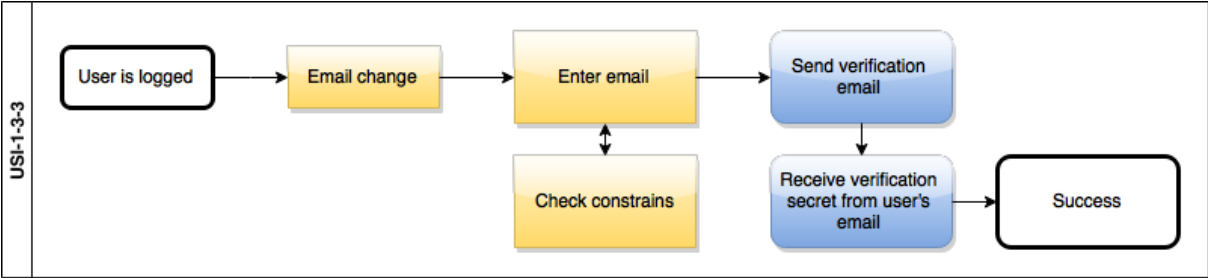 USI-1-3-3
User is logged
Email change
Enter email
Send verification
email
Check constrains
Receive verification
secret from user's
email
Success